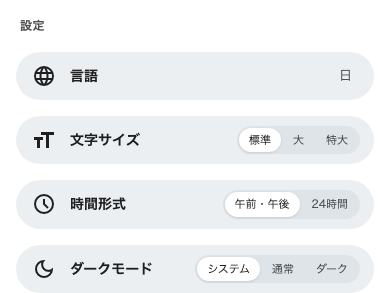 設定
言語 日
文字サイズ 標準 大 特大
時間形式 午前・午後 24時間
ダークモード システム 通常 ダーク